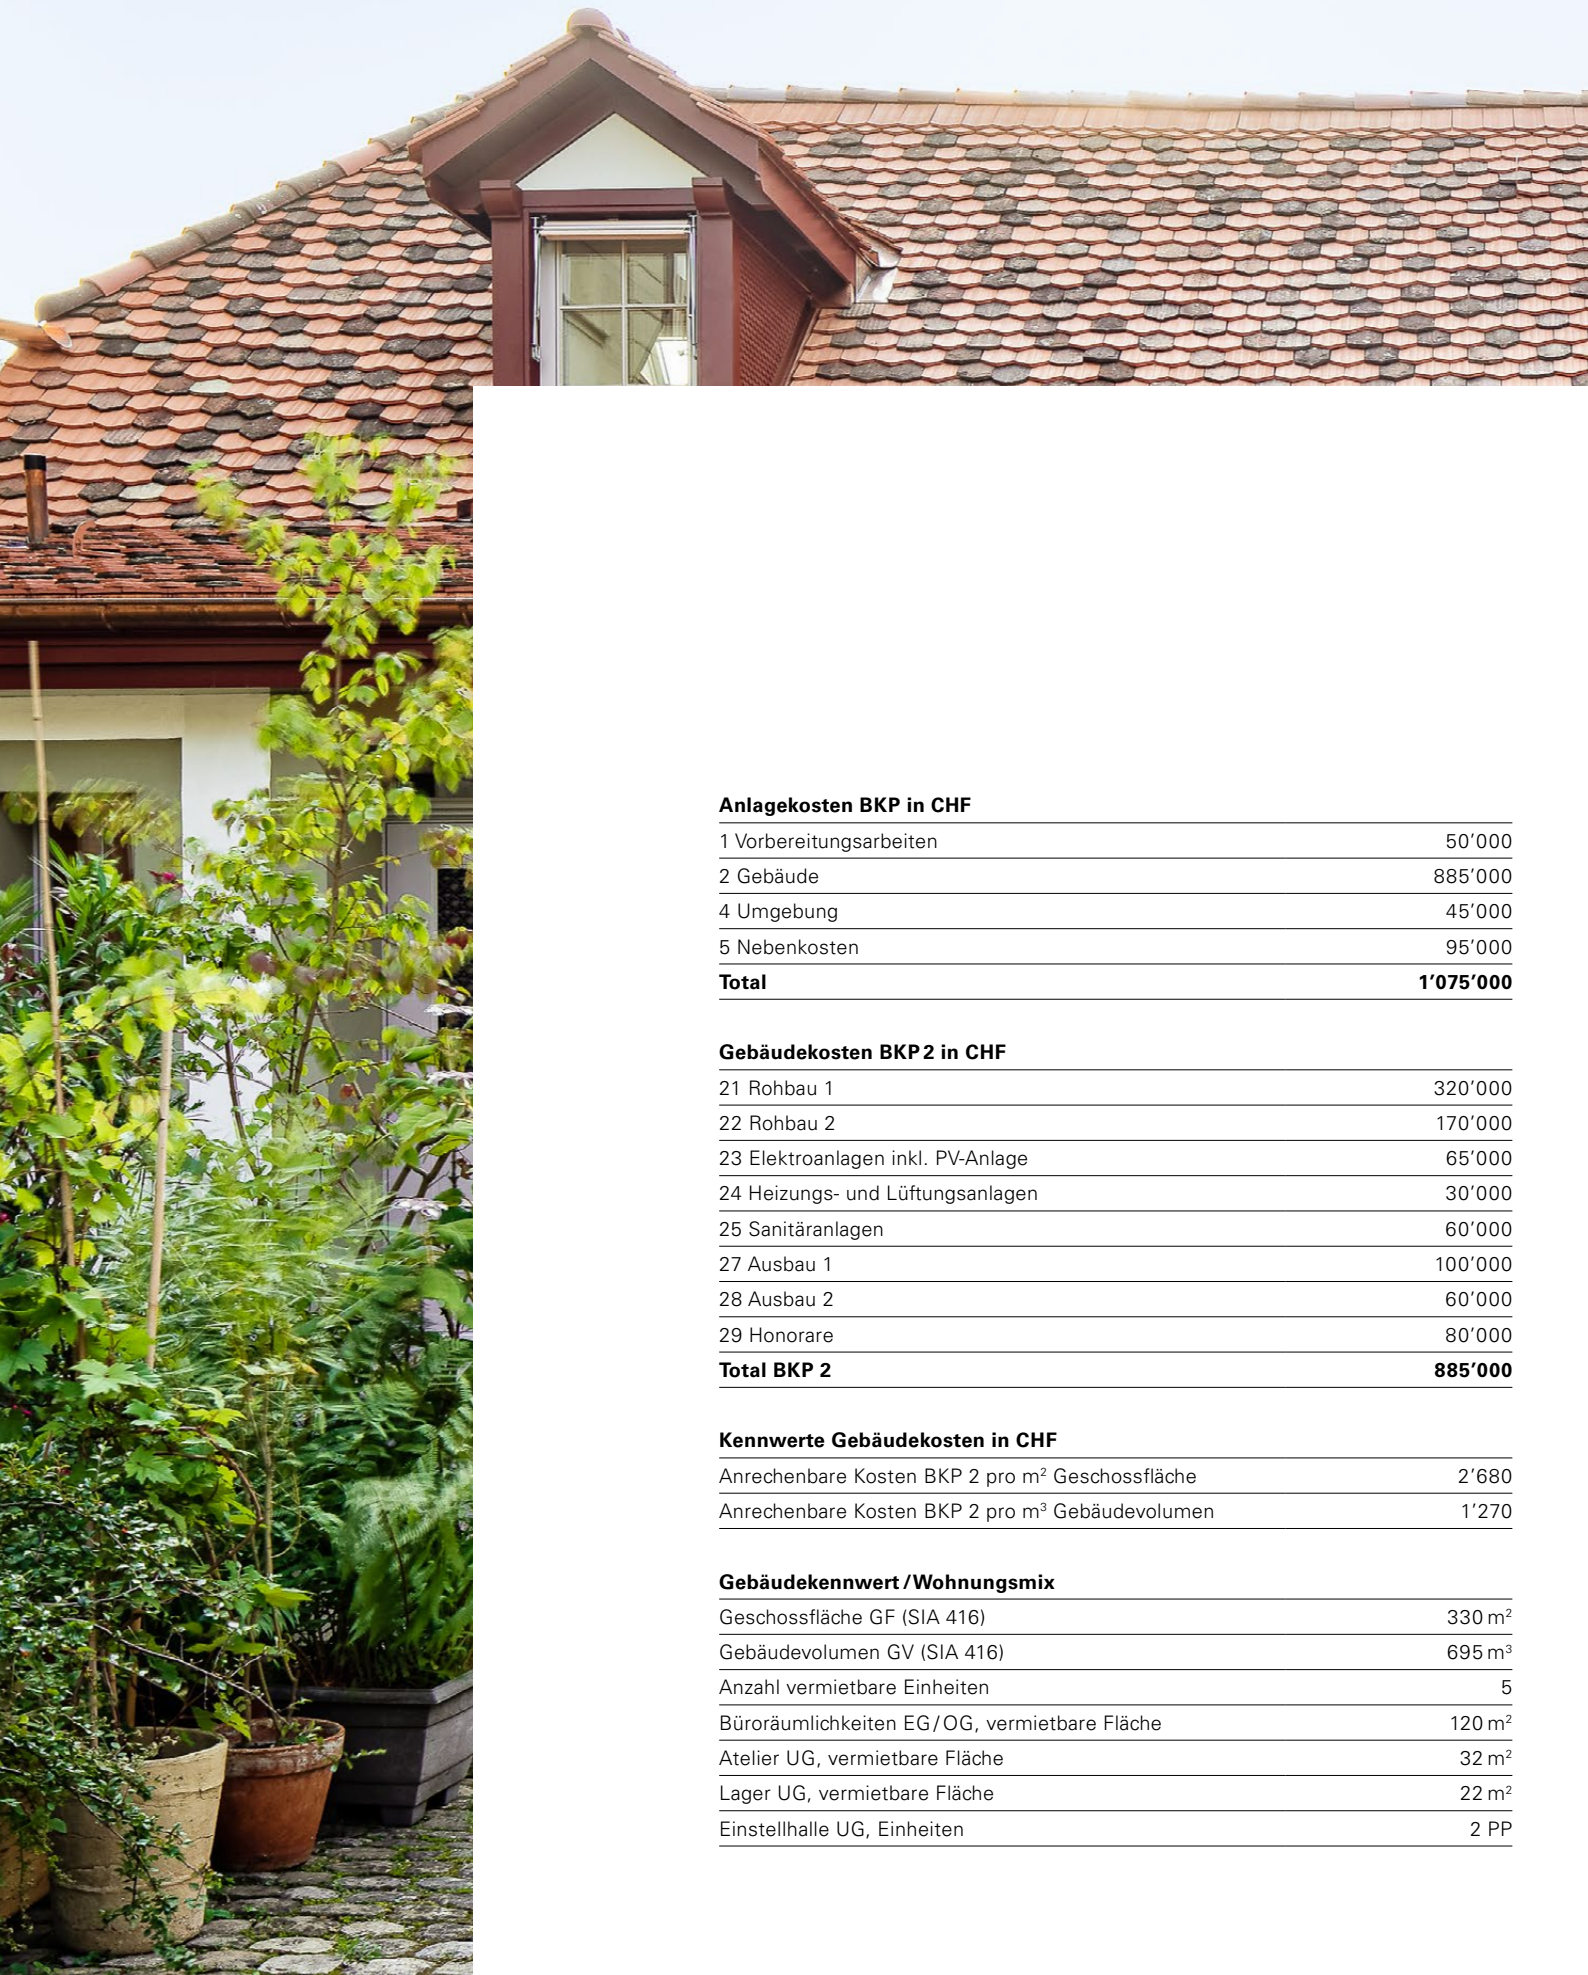 Anlagekosten BKP in CHF
1 Vorbereitungsarbeiten 50’000
2 Gebäude 885’000
4 Umgebung 45’000
5 Nebenkosten 95’000
Total 1’075’000
Gebäudekosten BKP 2 in CHF
21 Rohbau 1 320’000
22 Rohbau 2 170’000
23 Elektroanlagen inkl. PV-Anlage 65’000
24 Heizungs- und Lüftungsanlagen 30’000
25 Sanitäranlagen 60’000
27 Ausbau 1 100’000
28 Ausbau 2 60’000
29 Honorare 80’000
Total BKP 2 885’000
Kennwerte Gebäudekosten in CHF
Anrechenbare Kosten BKP 2 pro m² Geschossfläche 2’680
Anrechenbare Kosten BKP 2 pro m³ Gebäudevolumen 1’270
Gebäudekennwert / Wohnungsmix
Geschossfläche GF (SIA 416) 330 m²
Gebäudevolumen GV (SIA 416) 695 m³
Anzahl vermietbare Einheiten 5
Büroräumlichkeiten EG / OG, vermietbare Fläche 120 m²
Atelier UG, vermietbare Fläche 32 m²
Lager UG, vermietbare Fläche 22 m²
Einstellhalle UG, Einheiten 2 PP